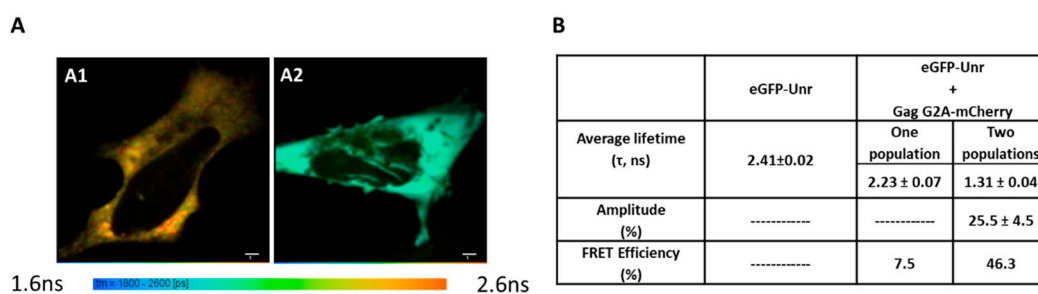 A
B
A1
A2
1.6ns
tm = 1800 - 2600 [ps]
2.6ns
eGFP-Unr
eGFP-Unr
+
Gag G2A-mCherry
Average lifetime
(τ, ns)
2.41±0.02
One
population
Two
populations
2.23 ± 0.07
1.31 ± 0.04
Amplitude
(%)
------------
------------
25.5 ± 4.5
FRET Efficiency
(%)
------------
7.5
46.3